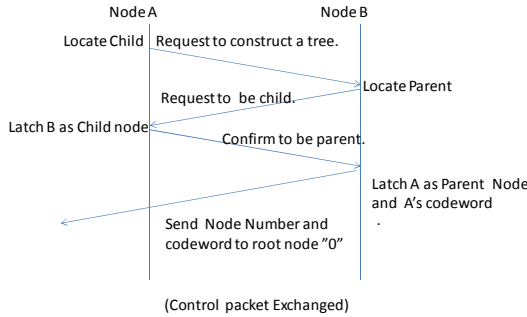 Node A
Node B
Locate Child
Request to construct a tree.
Locate Parent
Request to be child.
Latch B as Child node
Confirm to be parent.
Latch A as Parent Node
and A's codeword
.
Send Node Number and
codeword to root node "0"
(Control packet Exchanged)